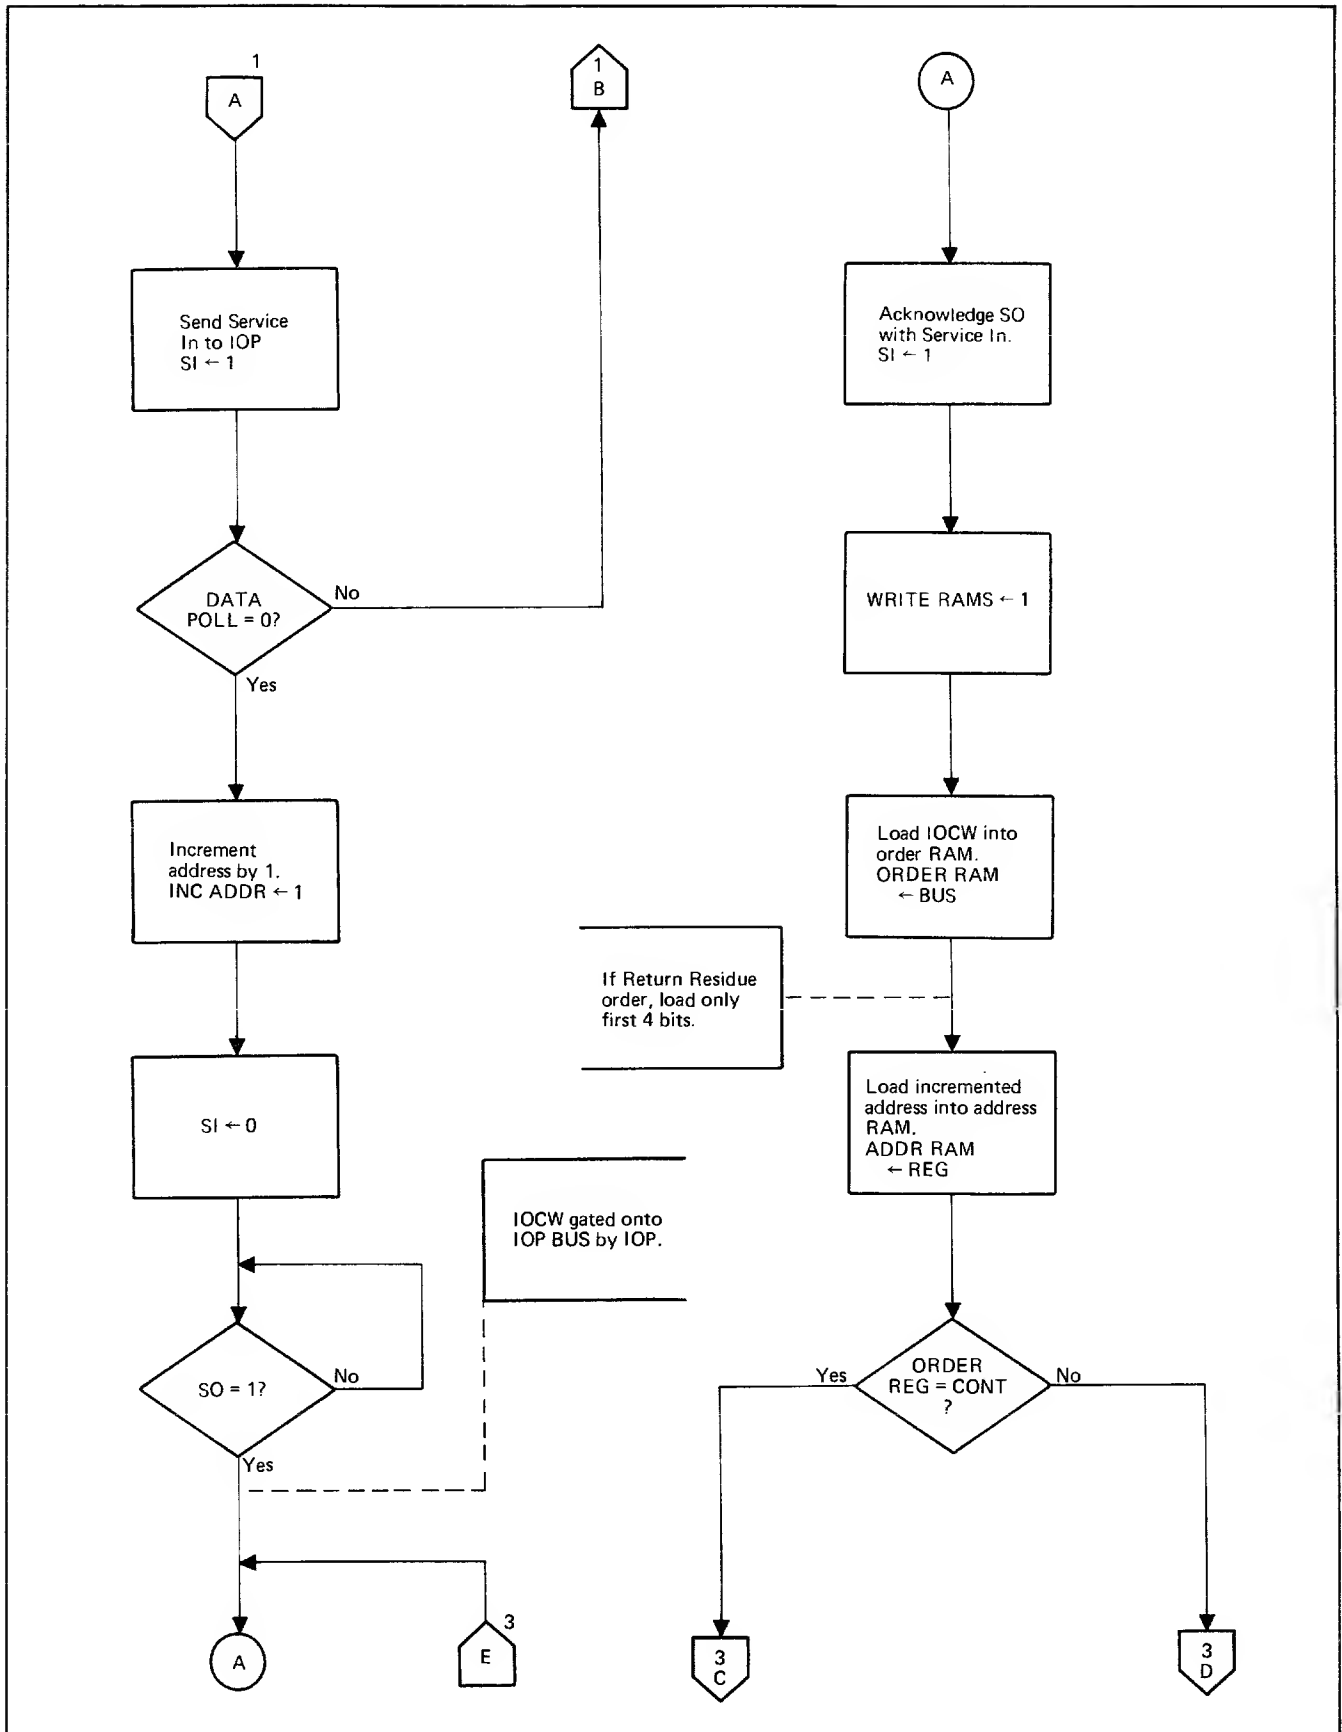 1
A
Send Service
In to IOP
SI ← 1
DATA
POLL = 0?
No
Yes
Increment
address by 1.
INC ADDR ← 1
SI ← 0
SO = 1?
No
Yes
A
1
B
If Return Residue
order, load only
first 4 bits.
IOCW gated onto
IOP BUS by IOP.
3
E
A
Acknowledge SO
with Service In.
SI ← 1
WRITE RAMS ← 1
Load IOCW into
order RAM.
ORDER RAM
← BUS
Load incremented
address into address
RAM.
ADDR RAM
← REG
ORDER
REG = CONT
?
Yes
No
3
C
3
D